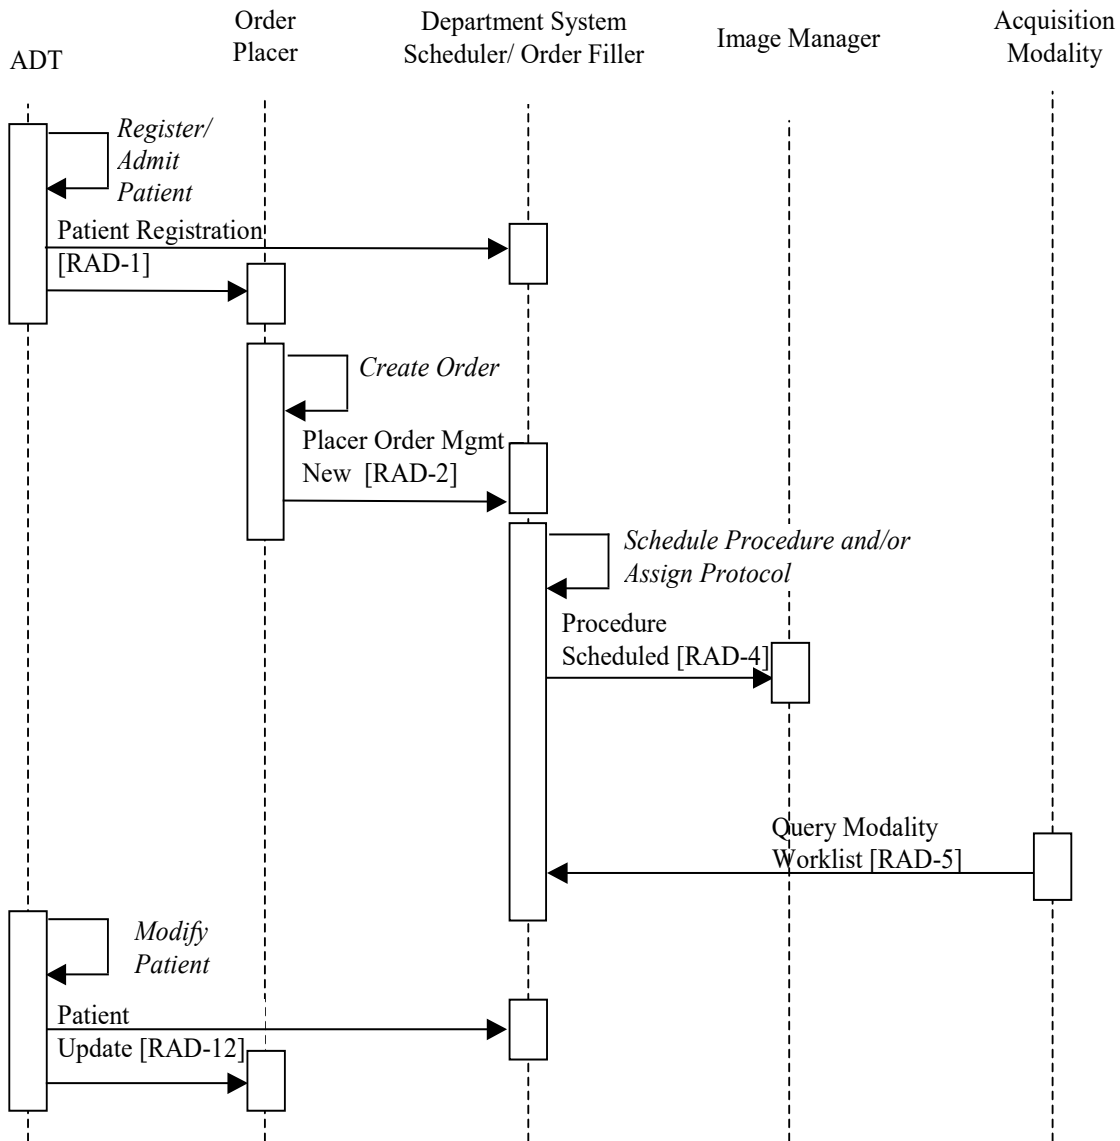 ADT
Order
Placer
Department System
Scheduler/ Order Filler
Image Manager
Acquisition
Modality
Register/
Admit
Patient
Patient Registration
[RAD-1]
Create Order
Placer Order Mgmt
New [RAD-2]
Schedule Procedure and/or
Assign Protocol
Procedure
Scheduled [RAD-4]
Query Modality
Worklist [RAD-5]
Modify
Patient
Patient
Update [RAD-12]